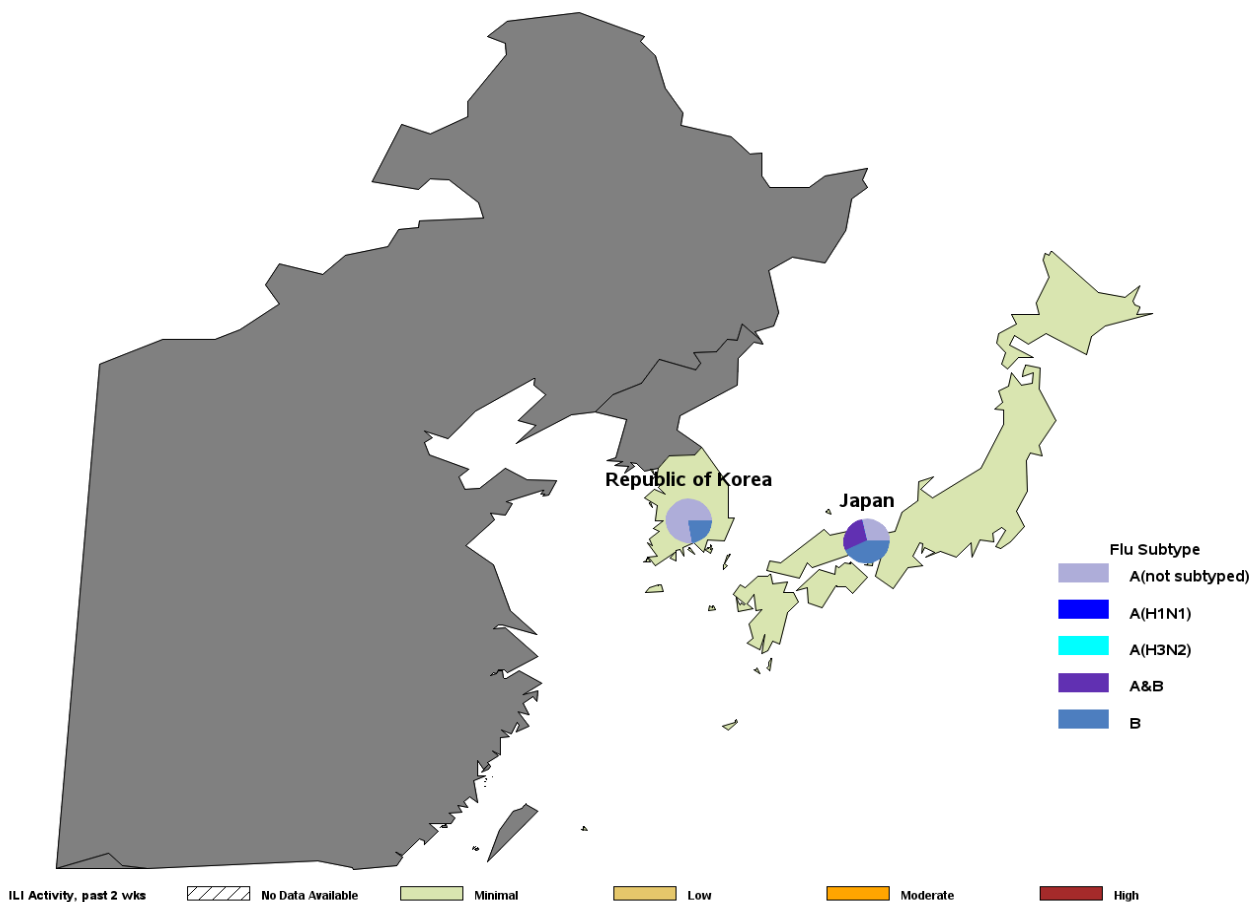 Republic of Korea
Japan
Flu Subtype
A(not subtyped)
A(H1N1)
A(H3N2)
A&B
B
ILI Activity, past 2 wks No Data Available Minimal Low Moderate High